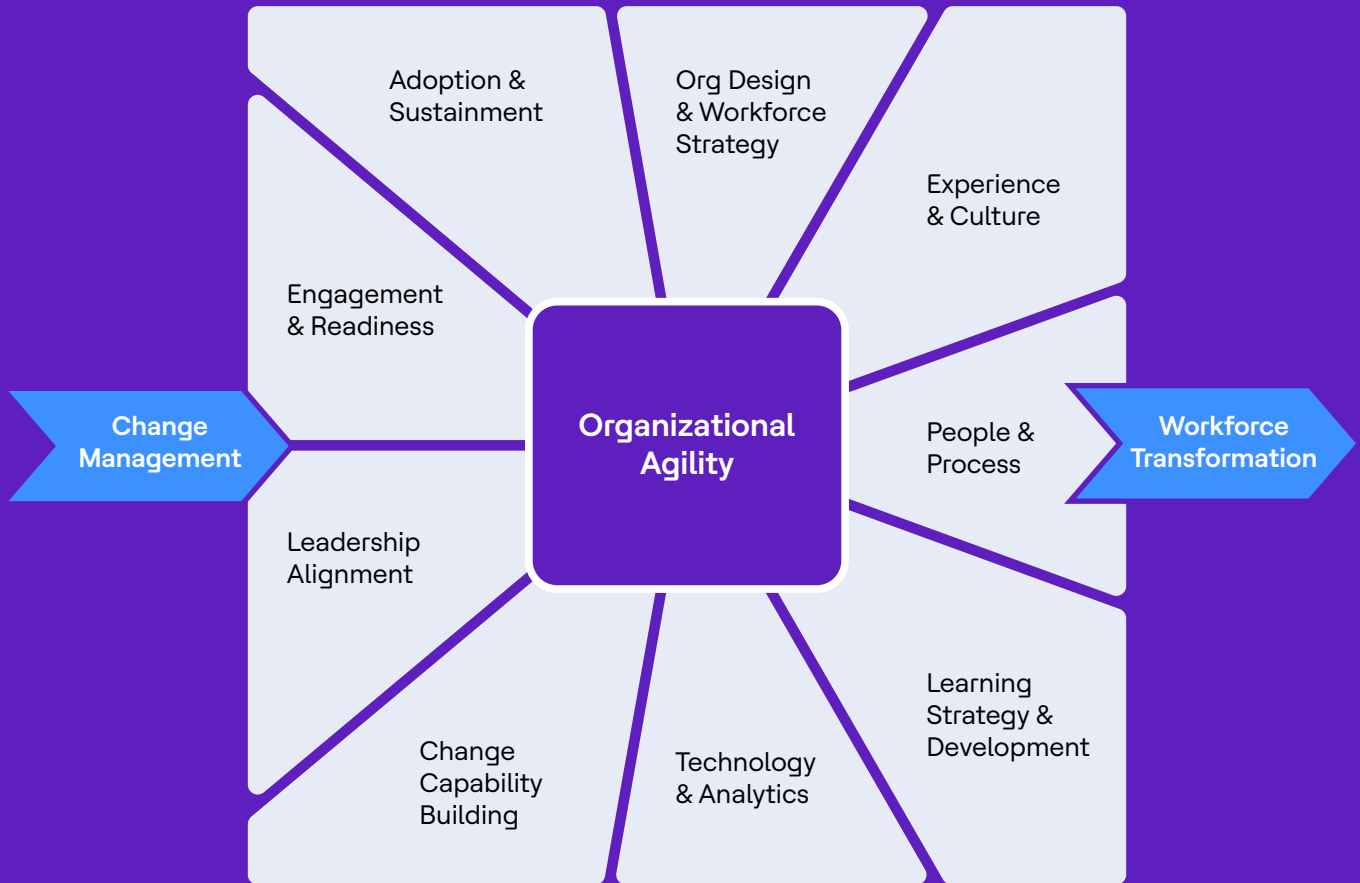 Adoption &
Sustainment
Org Design
& Workforce
Strategy
Experience
& Culture
Engagement
& Readiness
Change
Management
Organizational
Agility
People &
Process
Workforce
Transformation
Leadership
Alignment
Learning
Strategy &
Development
Change
Capability
Building
Technology
& Analytics